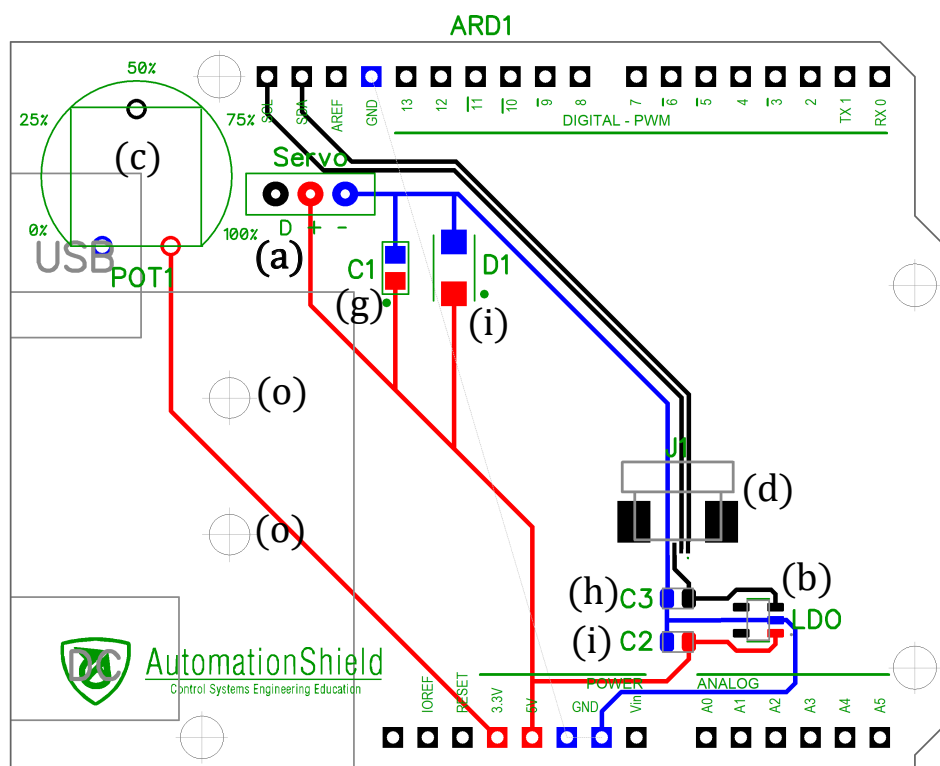 ARD1
50%
25%
75%
0%
100%
(c)
USB
POT1
SCL
SDA
AREF
GND
13
12
11
10
9
8
7
6
5
4
3
2
TX 1
RX 0
DIGITAL - PWM
Servo
D + -
(a)
C1
(g)
D1
(i)
(o)
(o)
J1
(d)
(h)
C3
(b)
LDO
(i)
C2
DC
AutomationShield
Control Systems Engineering Education
POWER
ANALOG
IOREF
RESET
3.3V
5V
GND
Vin
A0
A1
A2
A3
A4
A5